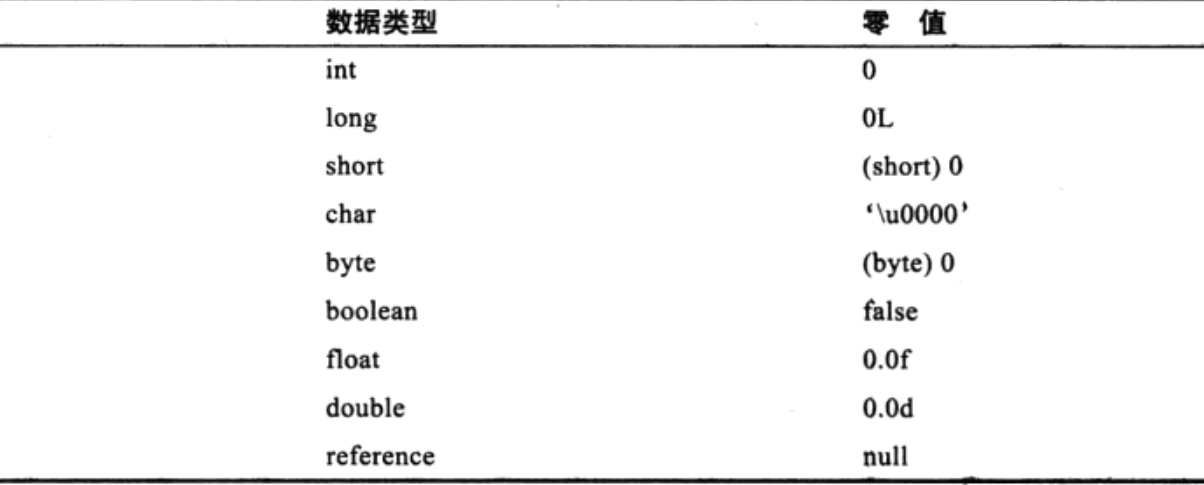 数据类型 零 值
int 0
long 0L
short (short) 0
char ‘\u0000’
byte (byte) 0
boolean false
float 0.0f
double 0.0d
reference null